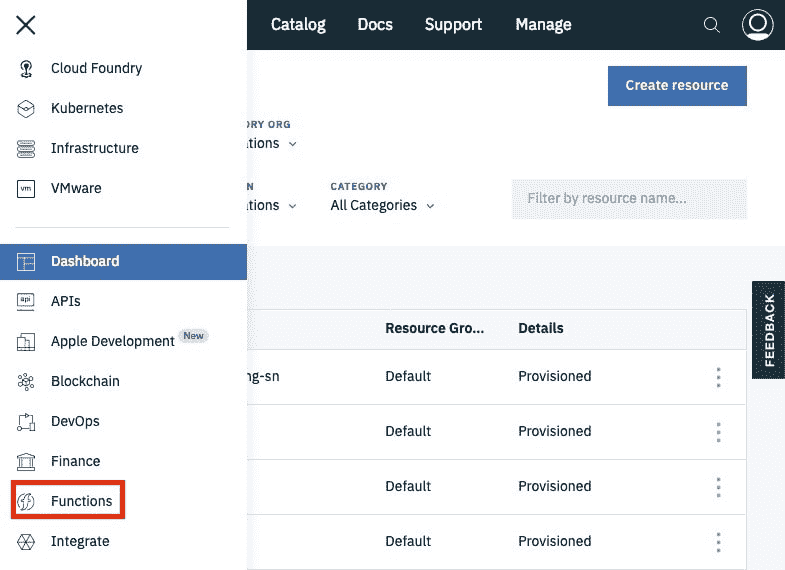 Catalog Docs Support Manage
Cloud Foundry
Kubernetes
Infrastructure
vm VMware
Dashboard
api APIs
Apple Development New
Blockchain
DevOps
Finance
Functions
Integrate
Create resource
ORY ORG
ations
N
ations
CATEGORY
All Categories
Filter by resource name...
Resource Gro... Details
ng-sn Default Provisioned
Default Provisioned
Default Provisioned
Default Provisioned
FEEDBACK